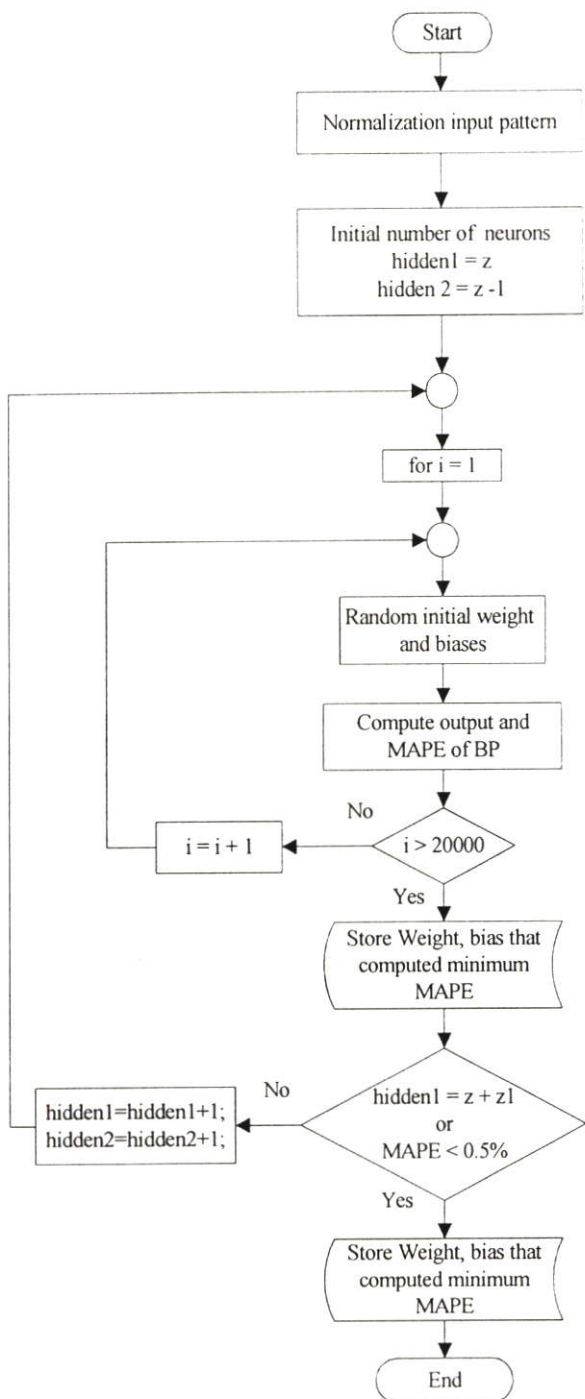 Start
Normalization input pattern
Initial number of neurons
hidden1 = z
hidden 2 = z -1
for i = 1
Random initial weight
and biases
Compute output and
MAPE of BP
No
i = i + 1
i > 20000
Yes
Store Weight, bias that
computed minimum
MAPE
No
hidden1=hidden1+1;
hidden2=hidden2+1;
hidden1 = z + z1
or
MAPE < 0.5%
Yes
Store Weight, bias that
computed minimum
MAPE
End